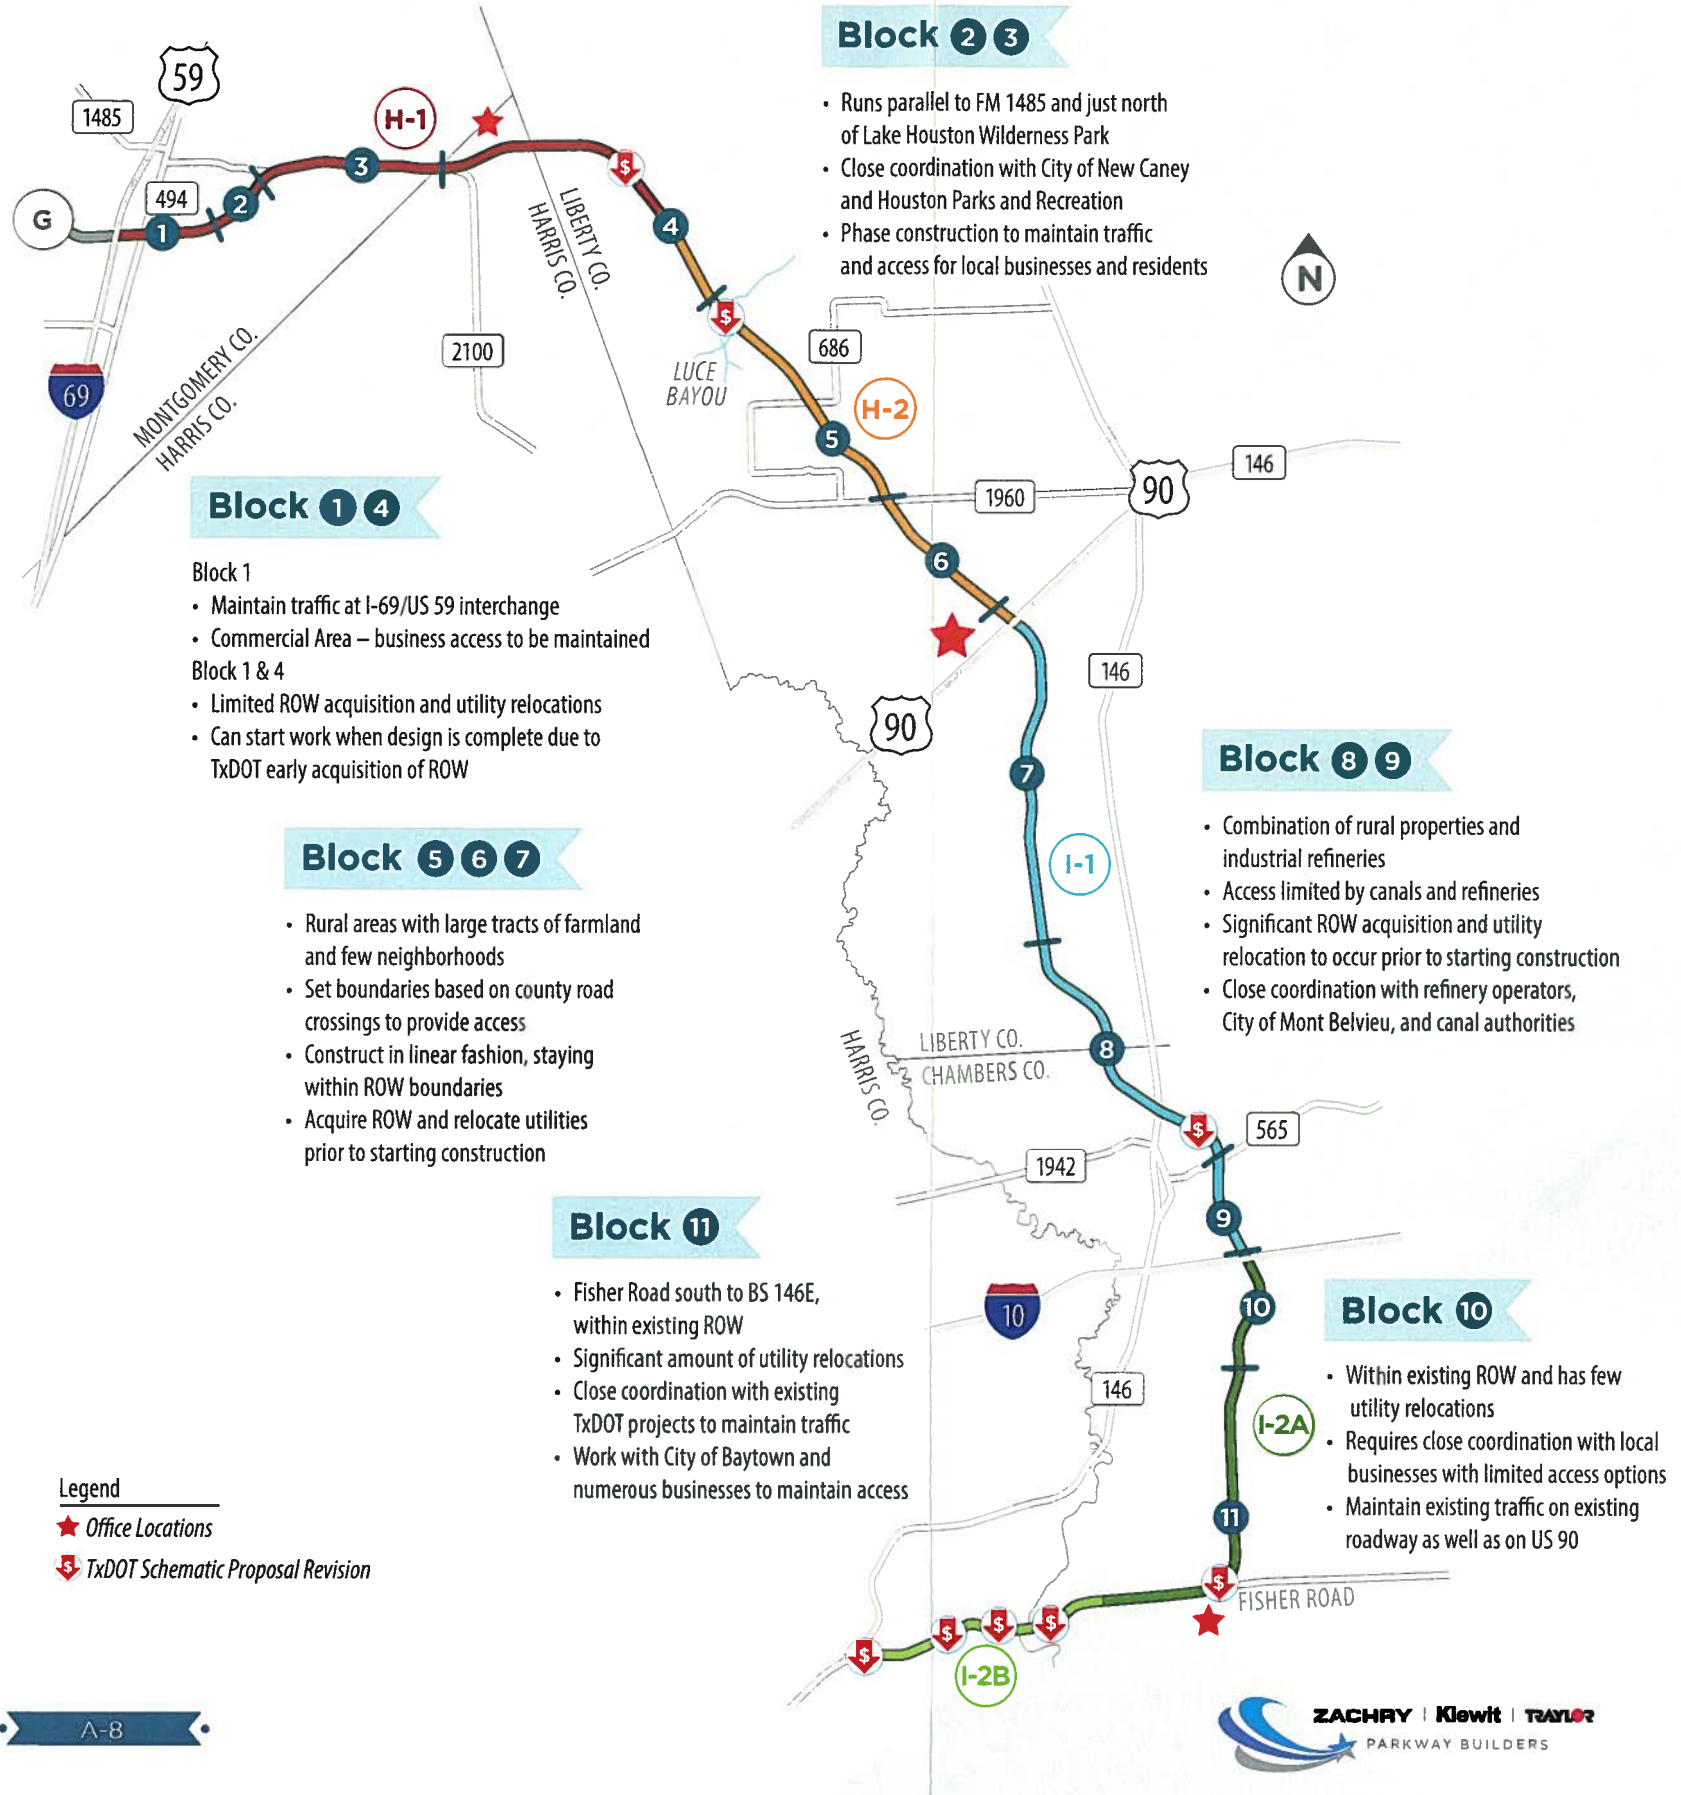 Block 2 3
• Runs parallel to FM 1485 and just north
of Lake Houston Wilderness Park
• Close coordination with City of New Caney
and Houston Parks and Recreation
• Phase construction to maintain traffic
and access for local businesses and residents
59
1485
H-1
3
494
2
G
1
$
4
LIBERTY CO.
HARRIS CO.
N
$
2100
686
LUCE
BAYOU
MONTGOMERY CO.
HARRIS CO.
69
H-2
5
146
90
1960
Block 1 4
Block 1
• Maintain traffic at I-69/US 59 interchange
• Commercial Area – business access to be maintained
Block 1 & 4
• Limited ROW acquisition and utility relocations
• Can start work when design is complete due to
TxDOT early acquisition of ROW
6
146
90
7
I-1
Block 8 9
• Combination of rural properties and
industrial refineries
• Access limited by canals and refineries
• Significant ROW acquisition and utility
relocation to occur prior to starting construction
• Close coordination with refinery operators,
City of Mont Belvieu, and canal authorities
Block 5 6 7
• Rural areas with large tracts of farmland
and few neighborhoods
• Set boundaries based on county road
crossings to provide access
• Construct in linear fashion, staying
within ROW boundaries
• Acquire ROW and relocate utilities
prior to starting construction
HARRIS CO.
LIBERTY CO.
CHAMBERS CO.
8
$
565
1942
9
Block 11
• Fisher Road south to BS 146E,
within existing ROW
• Significant amount of utility relocations
• Close coordination with existing
TxDOT projects to maintain traffic
• Work with City of Baytown and
numerous businesses to maintain access
10
10
146
I-2A
Block 10
• Within existing ROW and has few
utility relocations
• Requires close coordination with local
businesses with limited access options
• Maintain existing traffic on existing
roadway as well as on US 90
11
$
FISHER ROAD
$
$
$
$
I-2B
Legend
Office Locations
$ TxDOT Schematic Proposal Revision
A-8
ZACHRY | Kiewit | TRAYLOR
PARKWAY BUILDERS